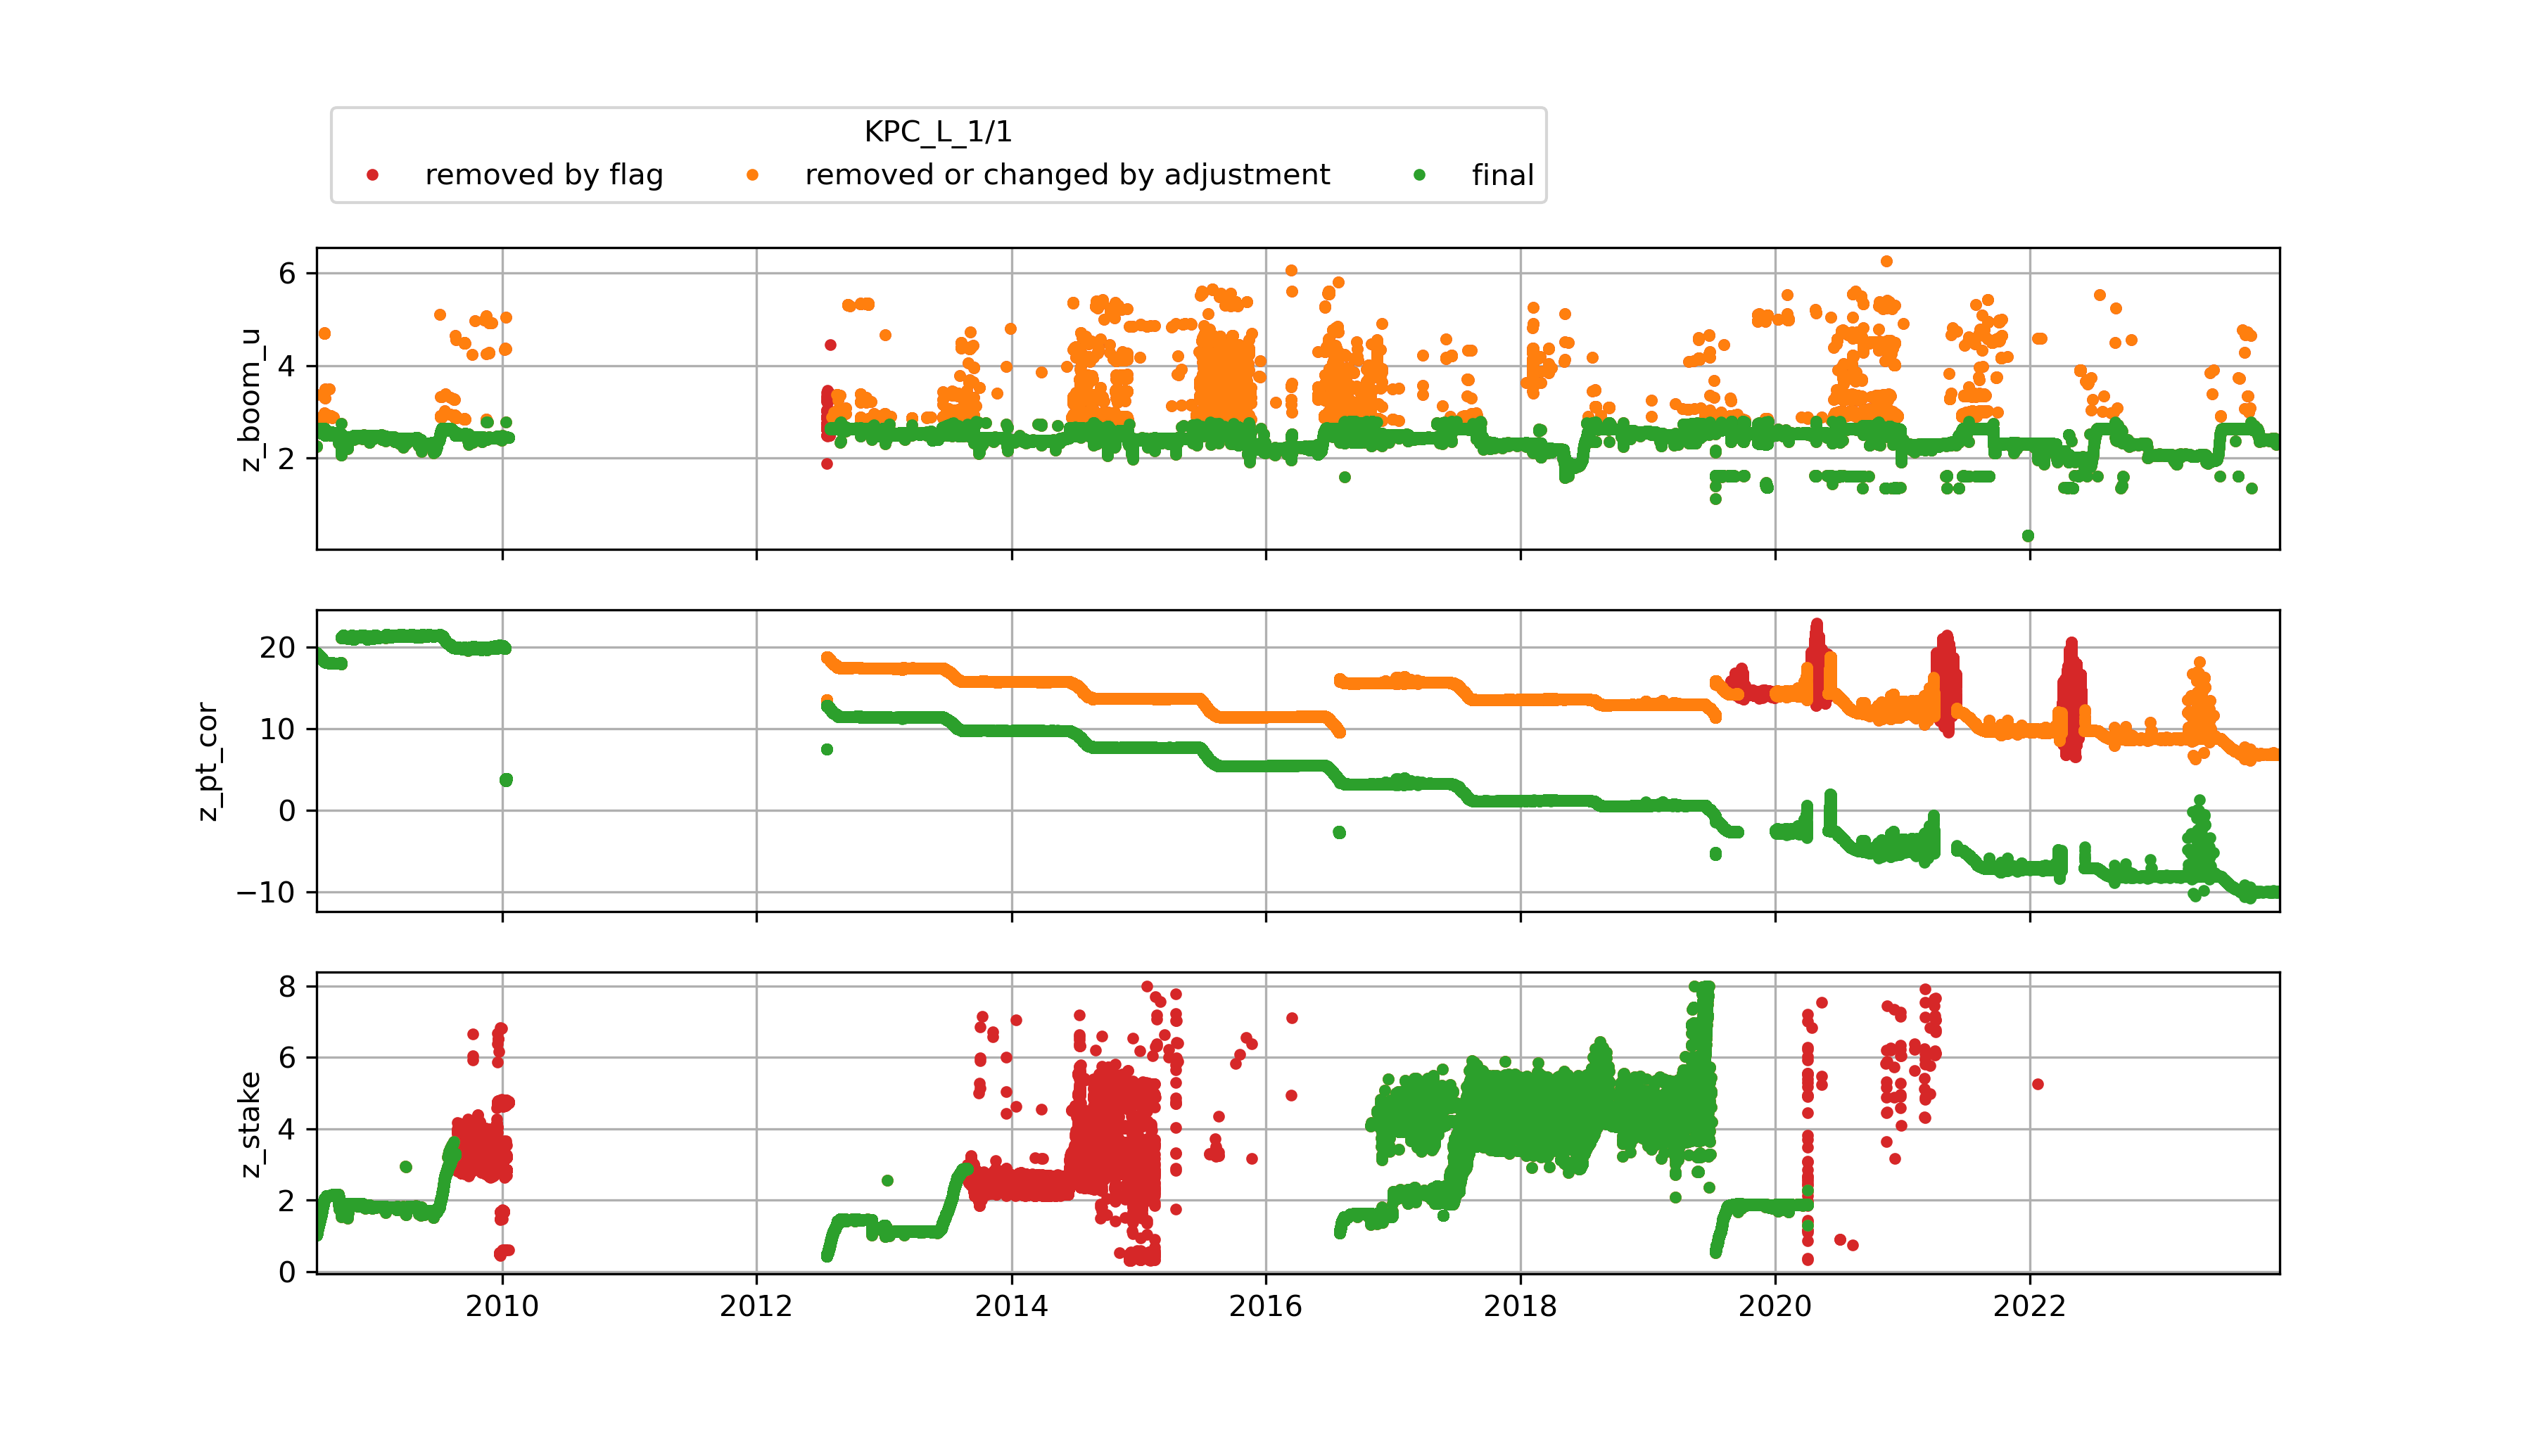 KPC_L_1/1
removed by flag
removed or changed by adjustment
final
z_boom_u
6
4
2
z_pt_cor
20
10
0
−10
z_stake
8
6
4
2
0
2010
2012
2014
2016
2018
2020
2022